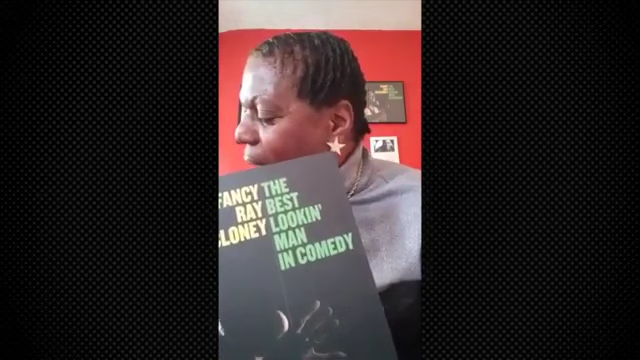 FANCY
RAY
CLONEY
THE
BEST
LOOKIN'
MAN
IN COMEDY